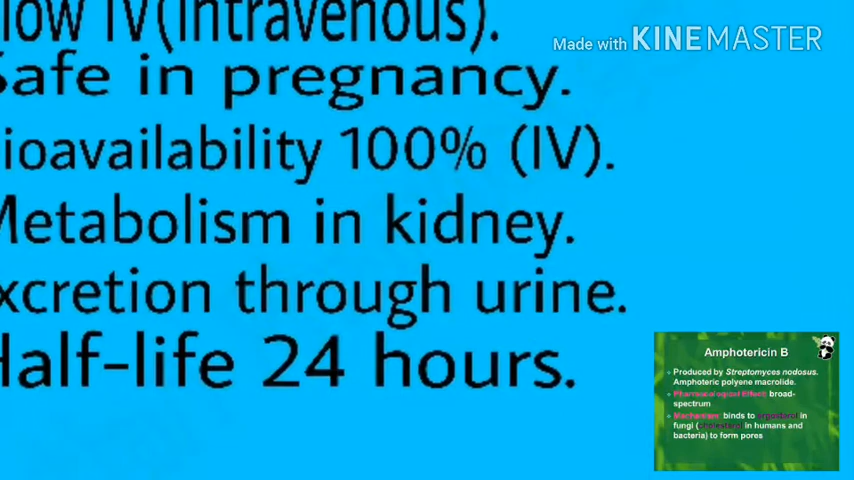 low IV(intravenous).
Safe in pregnancy.
ioavailability 100% (IV).
Metabolism in kidney.
xcretion through urine.
Half-life 24 hours.
Made with KINEMASTER
Amphotericin B
Produced by Streptomyces nodosus.
Amphoteric polyene macrolide.
Pharmacological Effect: broad-
spectrum
Mechanism: binds to ergosterol in
fungi (cholesterol in humans and
bacteria) to form pores